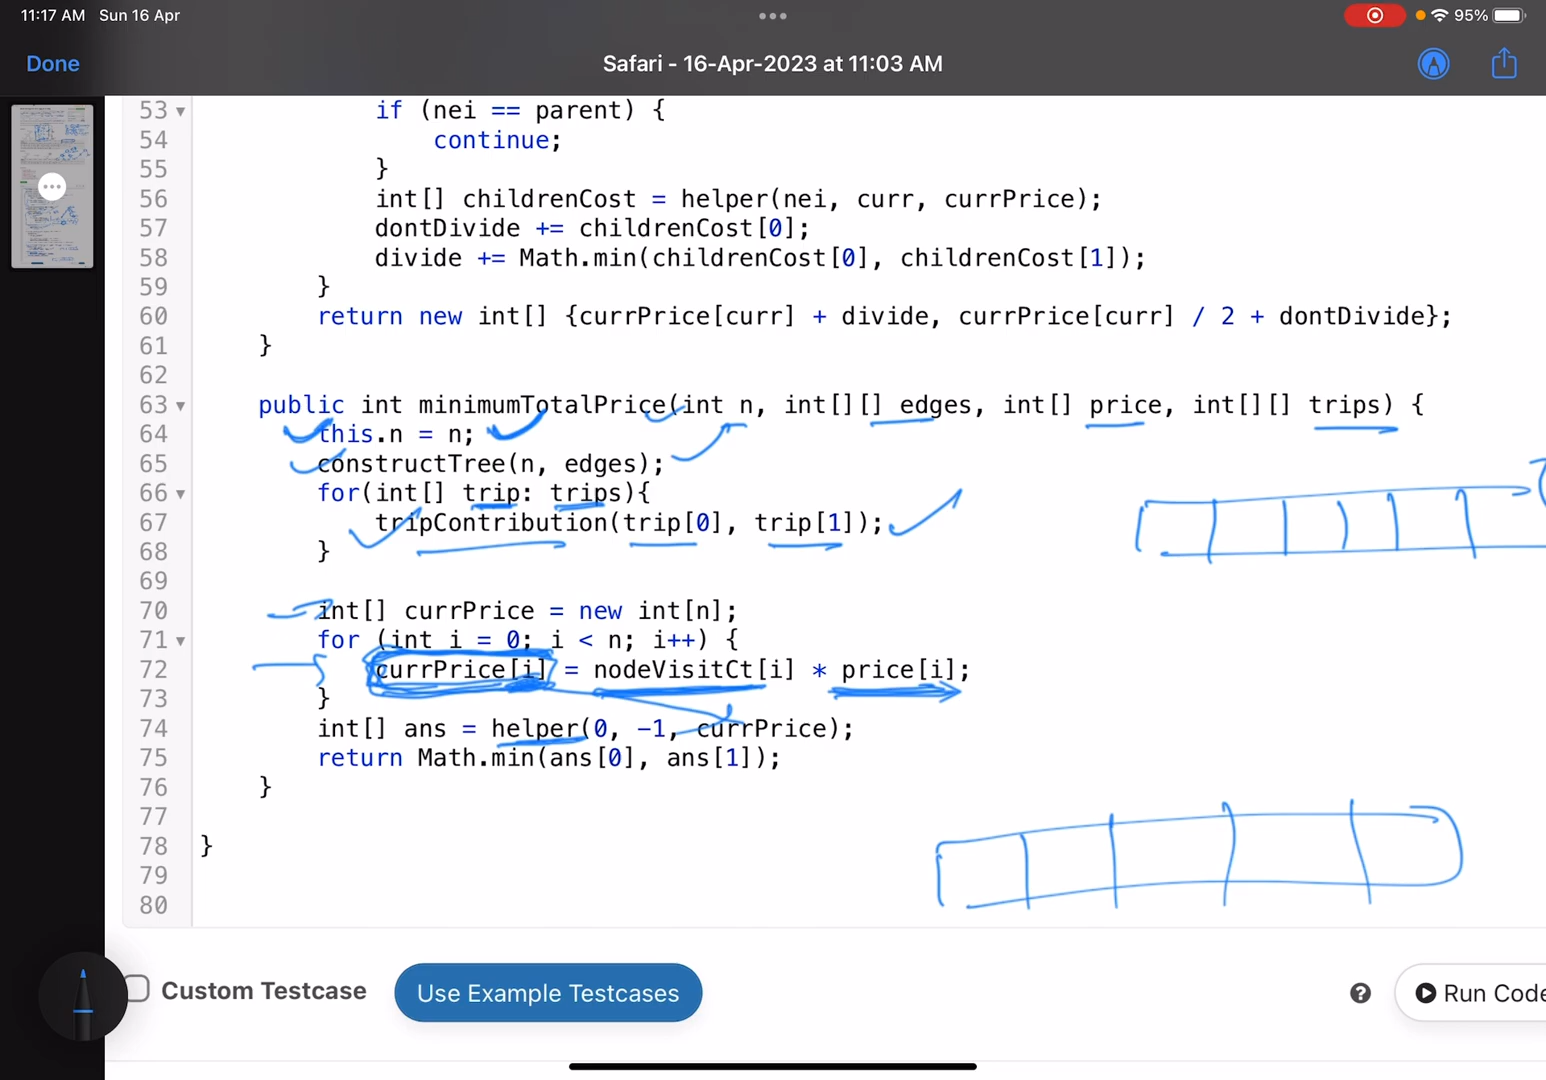 11:17 AM Sun 16 Apr
95%
Done
Safari - 16-Apr-2023 at 11:03 AM
53 if (nei == parent) {
54 continue;
55 }
56 int[] childrenCost = helper(nei, curr, currPrice);
57 dontDivide += childrenCost[0];
58 divide += Math.min(childrenCost[0], childrenCost[1]);
59 }
60 return new int[] {currPrice[curr] + divide, currPrice[curr] / 2 + dontDivide};
61 }
62
63 public int minimumTotalPrice(int n, int[][] edges, int[] price, int[][] trips) {
64 this.n = n;
65 constructTree(n, edges);
66 for(int[] trip: trips){
67 tripContribution(trip[0], trip[1]);
68 }
69
70 int[] currPrice = new int[n];
71 for (int i = 0; i < n; i++) {
72 currPrice[i] = nodeVisitCt[i] * price[i];
73 }
74 int[] ans = helper(0, -1, currPrice);
75 return Math.min(ans[0], ans[1]);
76 }
77
78 }
79
80
Custom Testcase
Use Example Testcases
?
Run Code